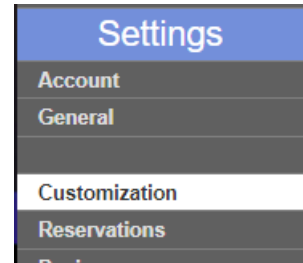 Settings
Account
General
Customization
Reservations